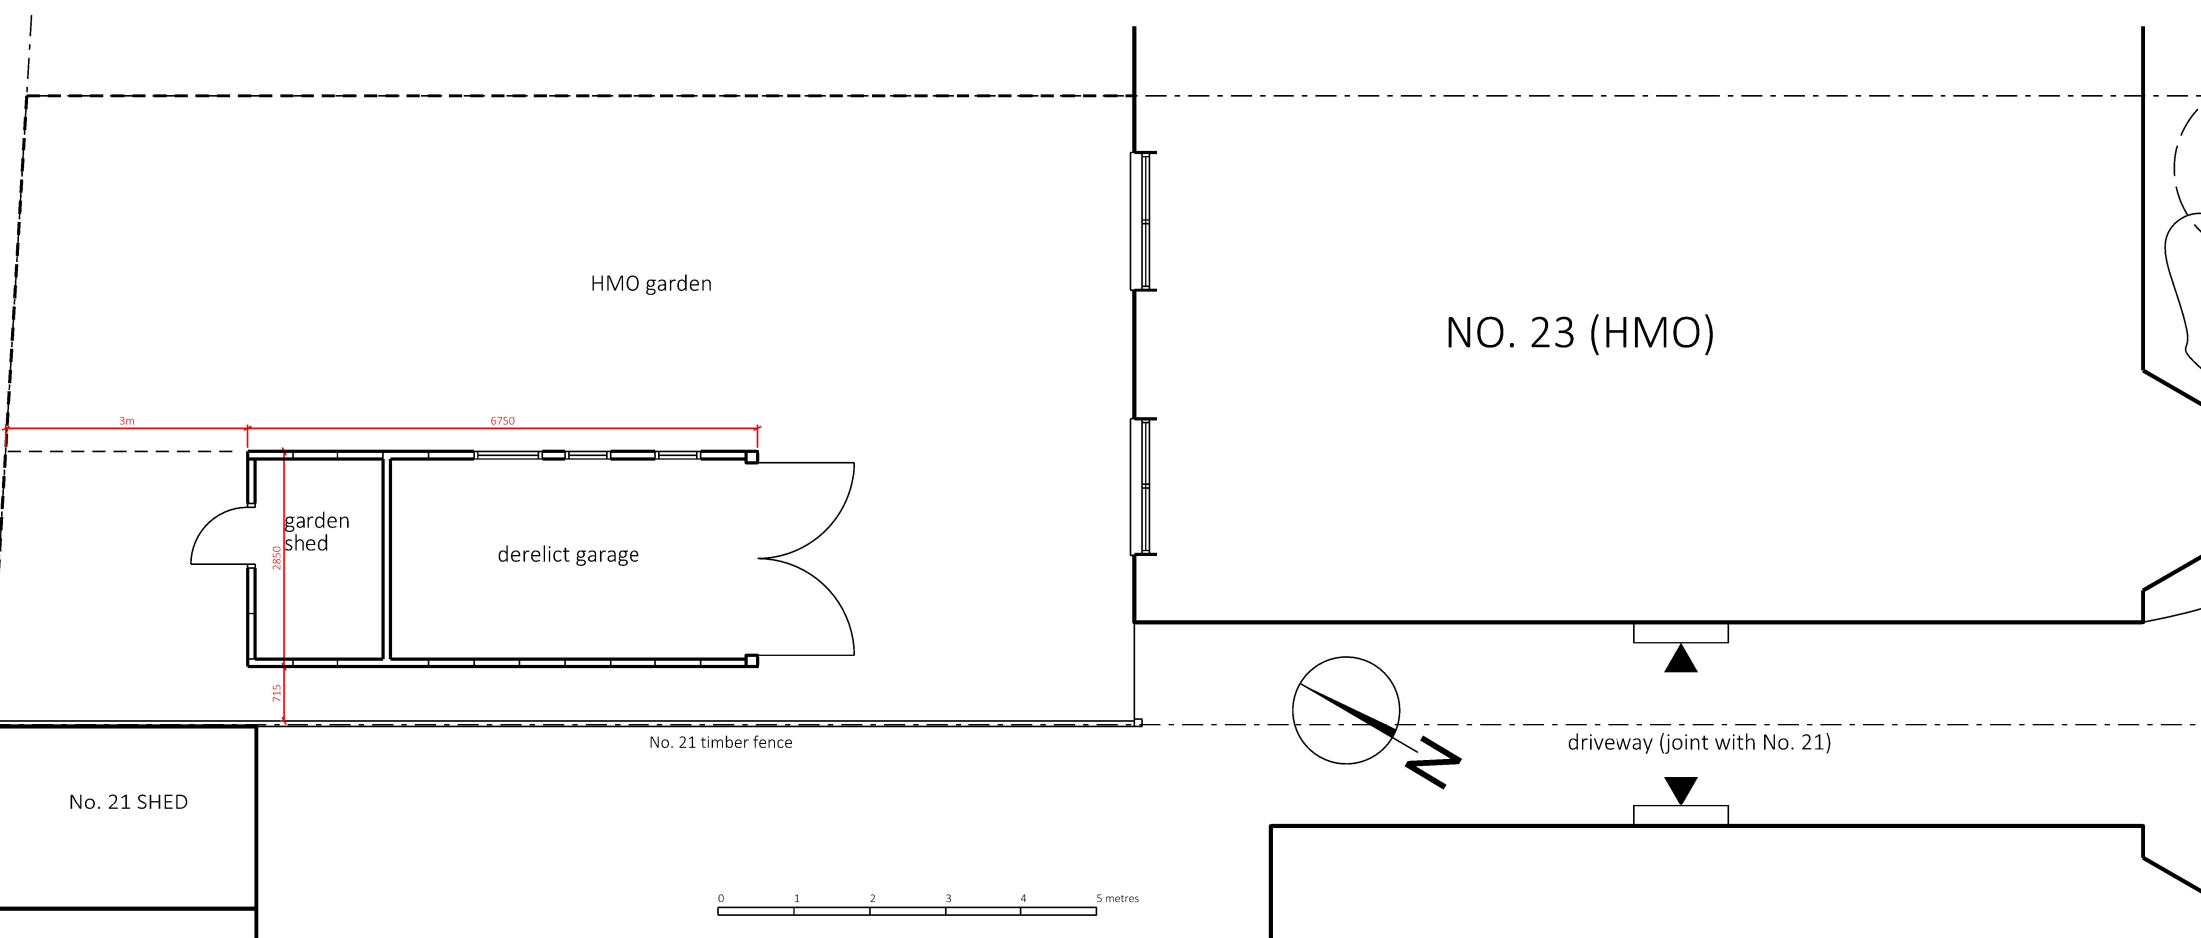 HMO garden
NO. 23 (HMO)
3m
6750
garden
shed
2850
derelict garage
715
No. 21 timber fence
N
driveway (joint with No. 21)
No. 21 SHED
0 1 2 3 4 5 metres